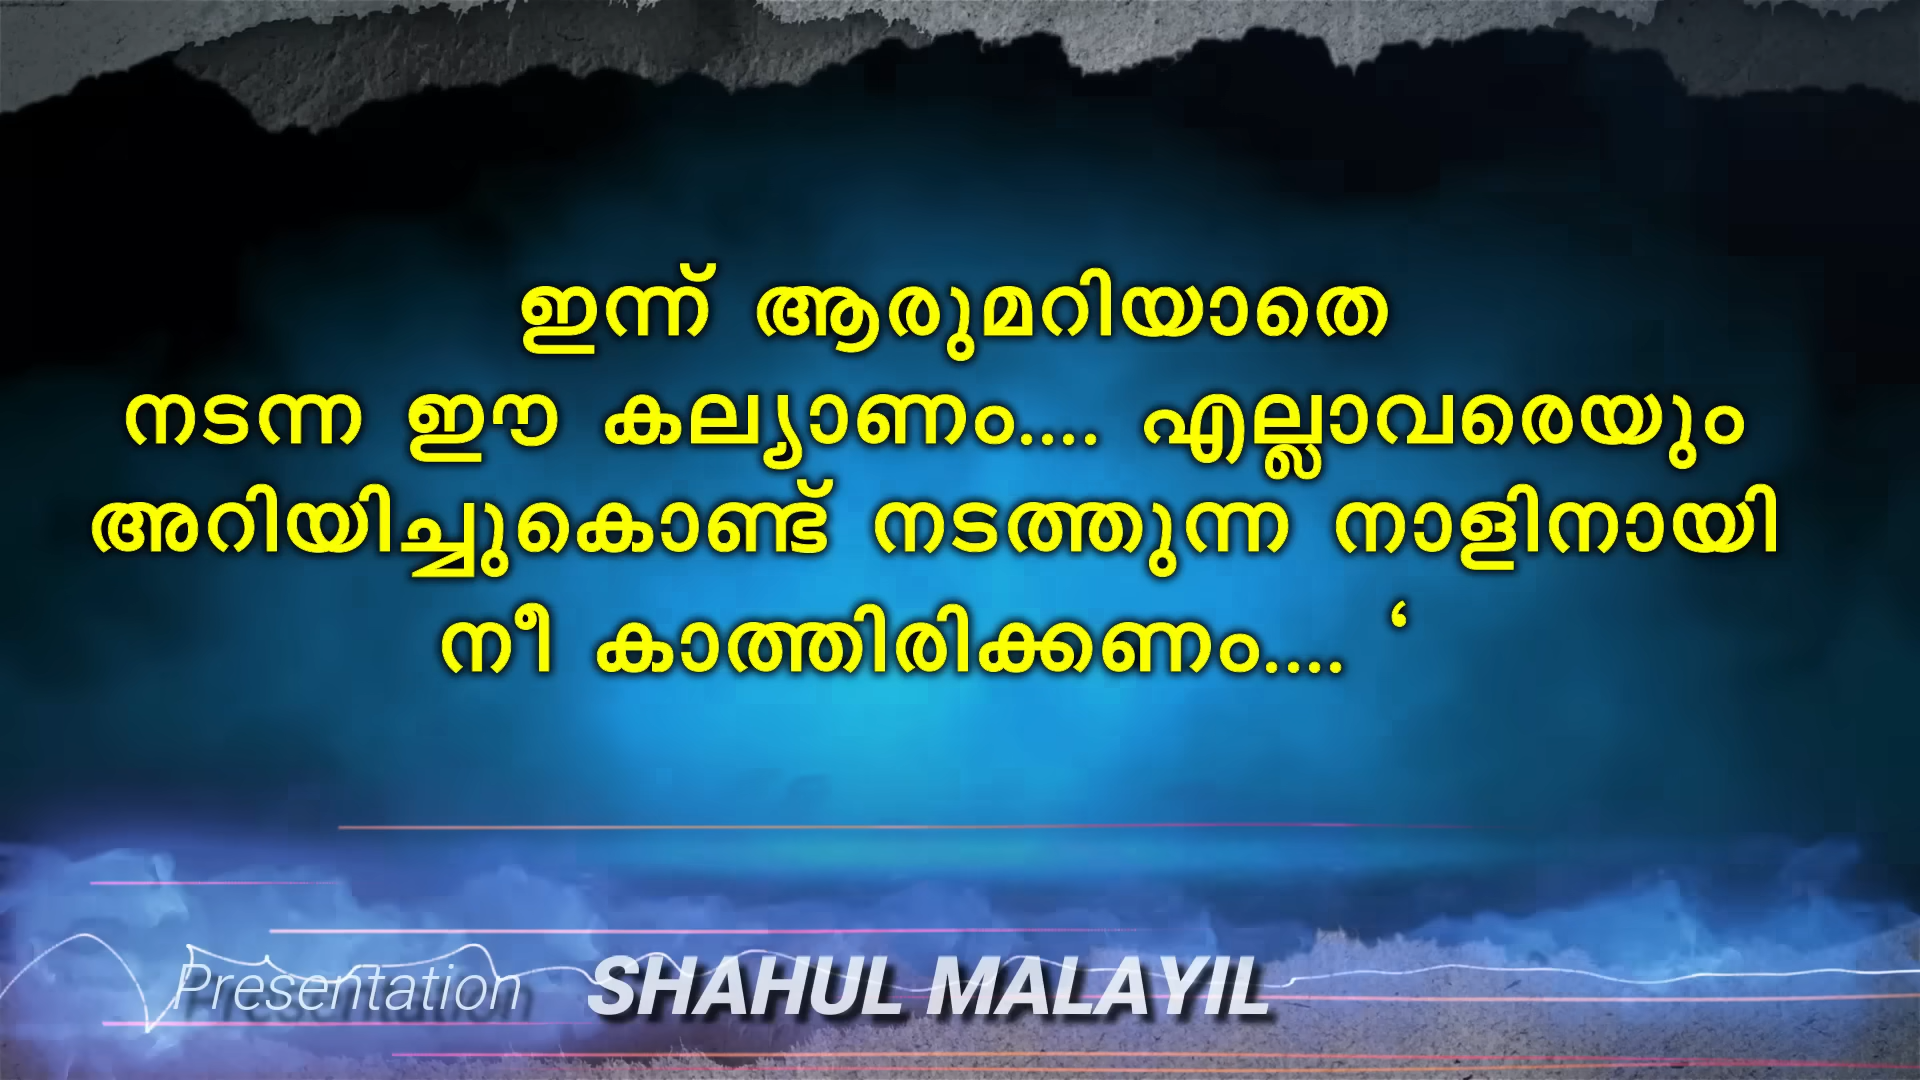 ഇന്ന് ആരുമറിയാതെ
നടന്ന ഈ കല്യാണം.... എല്ലാവരെയും
അറിയിച്ചുകൊണ്ട് നടത്തുന്ന നാളിനായി
നീ കാത്തിരിക്കണം.... ‘
Presentation SHAHUL MALAYIL